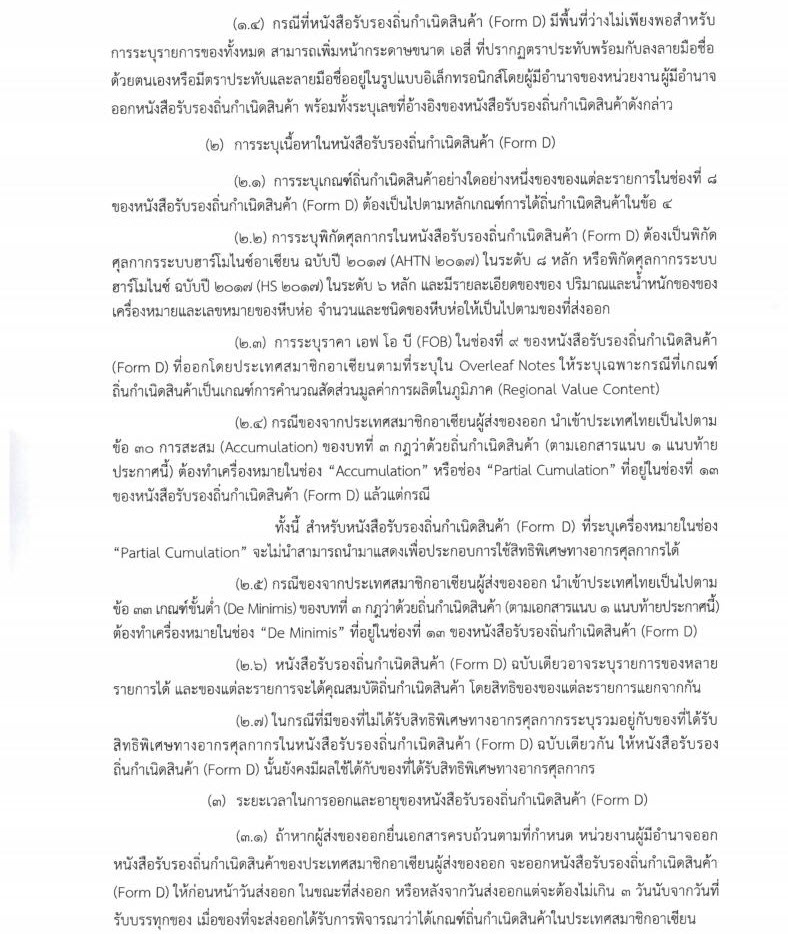 (๑.๔) กรณีที่หนังสือรับรองถิ่นกำเนิดสินค้า (Form D) มีพื้นที่ว่างไม่เพียงพอสำหรับ
การระบุรายการของทั้งหมด สามารถเพิ่มหน้ากระดาษขนาด เอสี่ ที่ปรากฏตราประทับพร้อมกับลงลายมือชื่อ
ด้วยตนเองหรือมีตราประทับและลายมือชื่ออยู่ในรูปแบบอิเล็กทรอนิกส์โดยผู้มีอำนาจของหน่วยงานผู้มีอำนาจ
ออกหนังสือรับรองถิ่นกำเนิดสินค้า พร้อมทั้งระบุเลขที่อ้างอิงของหนังสือรับรองถิ่นกำเนิดสินค้าดังกล่าว
(๒) การระบุเนื้อหาในหนังสือรับรองถิ่นกำเนิดสินค้า (Form D)
(๒.๑) การระบุเกณฑ์ถิ่นกำเนิดสินค้าอย่างใดอย่างหนึ่งของของแต่ละรายการในช่องที่ ๘
ของหนังสือรับรองถิ่นกำเนิดสินค้า (Form D) ต้องเป็นไปตามหลักเกณฑ์การได้ถิ่นกำเนิดสินค้าในข้อ ๔
(๒.๒) การระบุพิกัดศุลกากรในหนังสือรับรองถิ่นกำเนิดสินค้า (Form D) ต้องเป็นพิกัด
ศุลกากรระบบฮาร์โมไนซ์อาเซียน ฉบับปี ๒๐๑๗ (AHTN ๒๐๑๗) ในระดับ ๘ หลัก หรือพิกัดศุลกากรระบบ
ฮาร์โมไนซ์ ฉบับปี ๒๐๑๗ (HS ๒๐๑๗) ในระดับ ๖ หลัก และมีรายละเอียดของของ ปริมาณและน้ำหนักของของ
เครื่องหมายและเลขหมายของหีบห่อ จำนวนและชนิดของหีบห่อให้เป็นไปตามของที่ส่งออก
(๒.๓) การระบุราคา เอฟ โอ บี (FOB) ในช่องที่ ๙ ของหนังสือรับรองถิ่นกำเนิดสินค้า
(Form D) ที่ออกโดยประเทศสมาชิกอาเซียนตามที่ระบุใน Overleaf Notes ให้ระบุเฉพาะกรณีที่เกณฑ์
ถิ่นกำเนิดสินค้าเป็นเกณฑ์การคำนวณสัดส่วนมูลค่าการผลิตในภูมิภาค (Regional Value Content)
(๒.๔) กรณีของจากประเทศสมาชิกอาเซียนผู้ส่งของออก นำเข้าประเทศไทยเป็นไปตาม
ข้อ ๓๐ การสะสม (Accumulation) ของบทที่ ๓ กฎว่าด้วยถิ่นกำเนิดสินค้า (ตามเอกสารแนบ ๑ แนบท้าย
ประกาศนี้) ต้องทำเครื่องหมายในช่อง “Accumulation” หรือช่อง “Partial Cumulation” ที่อยู่ในช่องที่ ๑๓
ของหนังสือรับรองถิ่นกำเนิดสินค้า (Form D) แล้วแต่กรณี
ทั้งนี้ สำหรับหนังสือรับรองถิ่นกำเนิดสินค้า (Form D) ที่ระบุเครื่องหมายในช่อง
“Partial Cumulation” จะไม่นำสามารถนำมาแสดงเพื่อประกอบการใช้สิทธิพิเศษทางอากรศุลกากรได้
(๒.๕) กรณีของจากประเทศสมาชิกอาเซียนผู้ส่งของออก นำเข้าประเทศไทยเป็นไปตาม
ข้อ ๓๓ เกณฑ์ขั้นต่ำ (De Minimis) ของบทที่ ๓ กฎว่าด้วยถิ่นกำเนิดสินค้า (ตามเอกสารแนบ ๑ แนบท้ายประกาศนี้)
ต้องทำเครื่องหมายในช่อง “De Minimis” ที่อยู่ในช่องที่ ๑๓ ของหนังสือรับรองถิ่นกำเนิดสินค้า (Form D)
(๒.๖) หนังสือรับรองถิ่นกำเนิดสินค้า (Form D) ฉบับเดียวอาจระบุรายการของหลาย
รายการได้ และของแต่ละรายการจะได้คุณสมบัติถิ่นกำเนิดสินค้า โดยสิทธิของของแต่ละรายการแยกจากกัน
(๒.๗) ในกรณีที่มีของที่ไม่ได้รับสิทธิพิเศษทางอากรศุลกากรระบุรวมอยู่กับของที่ได้รับ
สิทธิพิเศษทางอากรศุลกากรในหนังสือรับรองถิ่นกำเนิดสินค้า (Form D) ฉบับเดียวกัน ให้หนังสือรับรอง
ถิ่นกำเนิดสินค้า (Form D) นั้นยังคงมีผลใช้ได้กับของที่ได้รับสิทธิพิเศษทางอากรศุลกากร
(๓) ระยะเวลาในการออกและอายุของหนังสือรับรองถิ่นกำเนิดสินค้า (Form D)
(๓.๑) ถ้าหากผู้ส่งของออกยื่นเอกสารครบถ้วนตามที่กำหนด หน่วยงานผู้มีอำนาจออก
หนังสือรับรองถิ่นกำเนิดสินค้าของประเทศสมาชิกอาเซียนผู้ส่งของออก จะออกหนังสือรับรองถิ่นกำเนิดสินค้า
(Form D) ให้ก่อนหน้าวันส่งออก ในขณะที่ส่งออก หรือหลังจากวันส่งออกแต่จะต้องไม่เกิน ๓ วันนับจากวันที่
รับบรรทุกของ เมื่อของที่จะส่งออกได้รับการพิจารณาว่าได้เกณฑ์ถิ่นกำเนิดสินค้าในประเทศสมาชิกอาเซียน